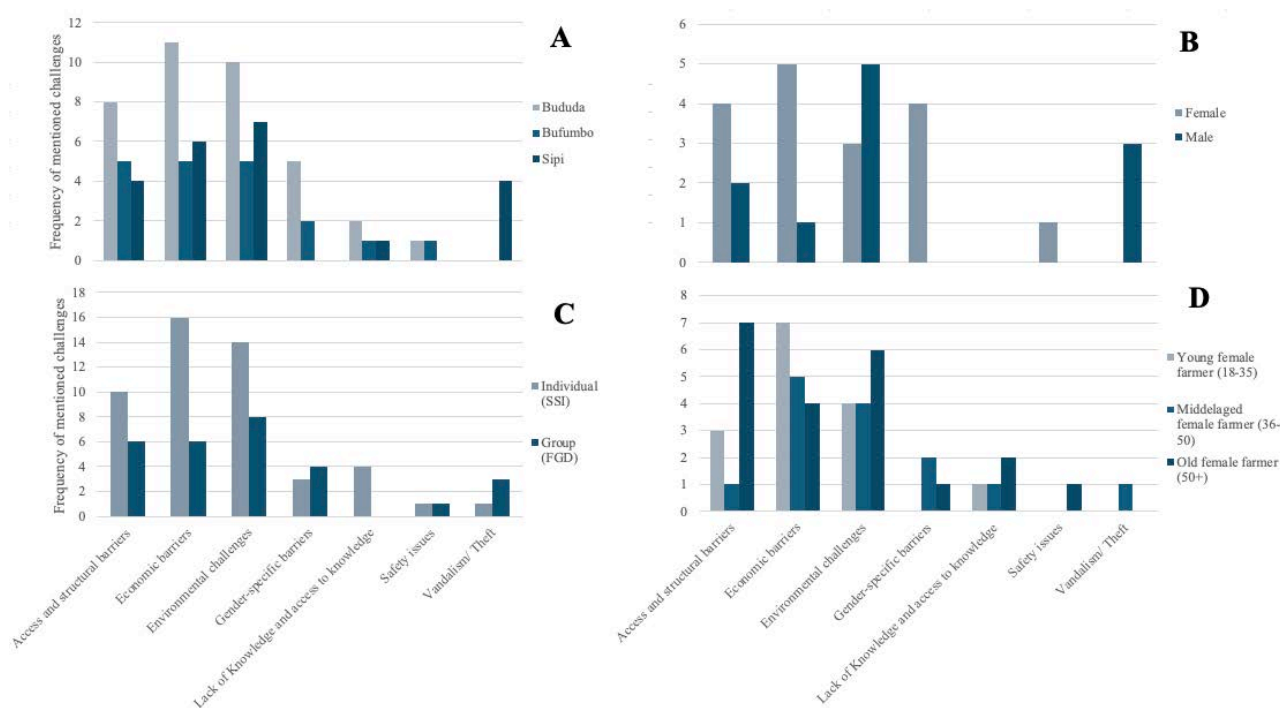 A
Frequency of mentioned challenges
12
10
8
6
4
2
0
Bududa
Bufumbo
Sipi
B
6
5
4
3
2
1
0
Female
Male
C
Frequency of mentioned challenges
18
16
14
12
10
8
6
4
2
0
Individual
(SSI)
Group
(FGD)
Access and structural barriers
Economic barriers
Environmental challenges
Gender-specific barriers
Lack of Knowledge and access to knowledge
Safety issues
Vandalism/ Theft
D
8
7
6
5
4
3
2
1
0
Young female
farmer (18-35)
Middelaged
female farmer (36-
50)
Old female farmer
(50+)
Access and structural barriers
Economic barriers
Environmental challenges
Gender-specific barriers
Lack of Knowledge and access to knowledge
Safety issues
Vandalism/ Theft